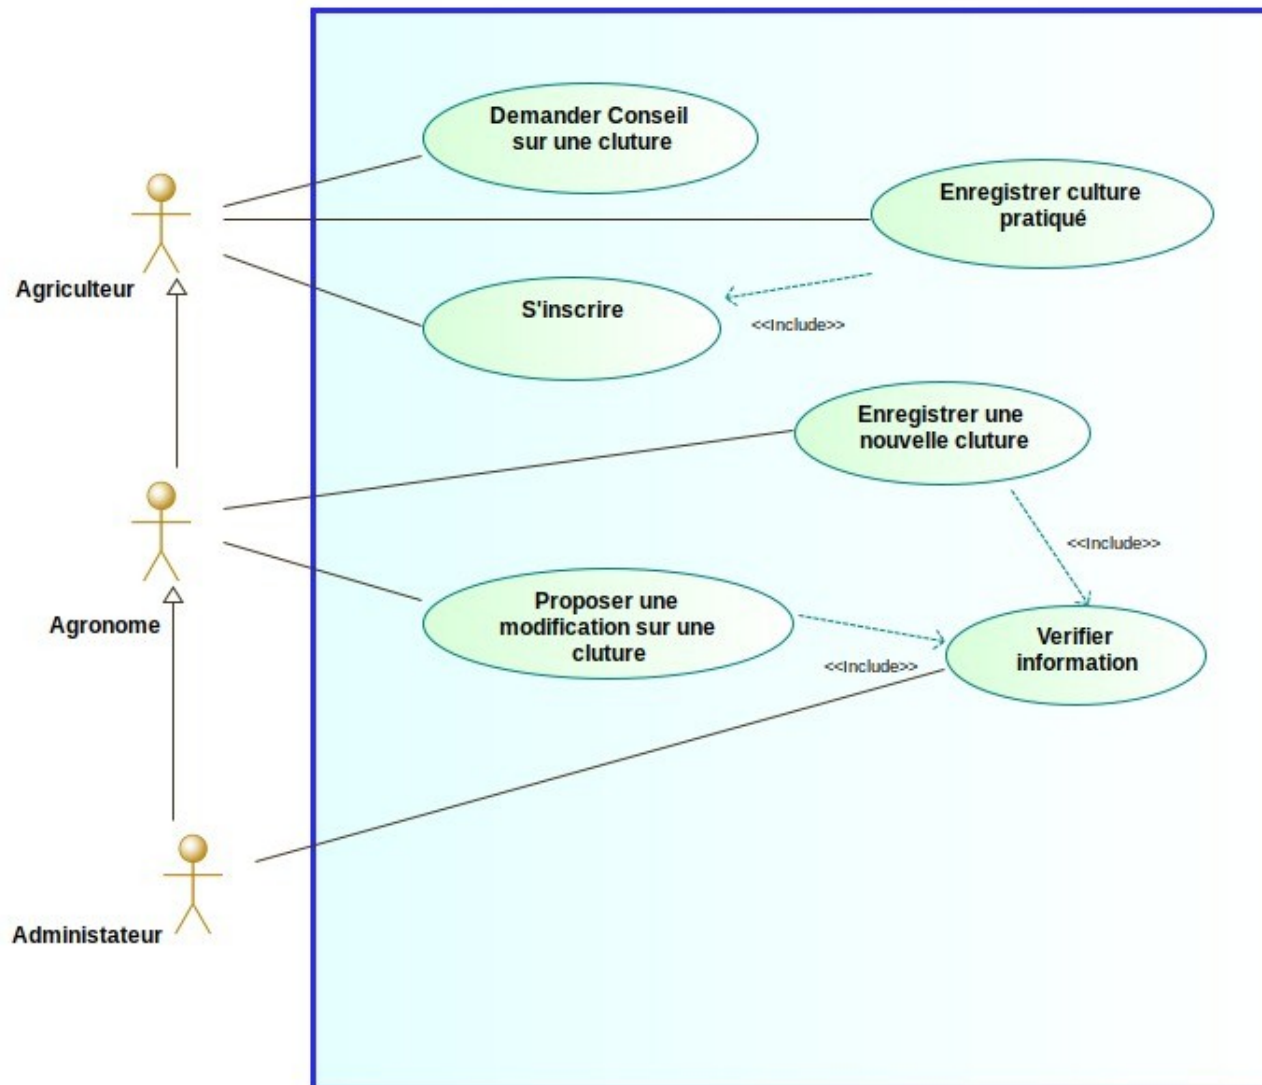 Demander Conseil
sur une cluture
Enregistrer culture
pratiqué
Agriculteur
S'inscrire
<<Include>>
Enregistrer une
nouvelle cluture
<<Include>>
Agronome
Proposer une
modification sur une
cluture
<<Include>>
Verifier
information
Administateur